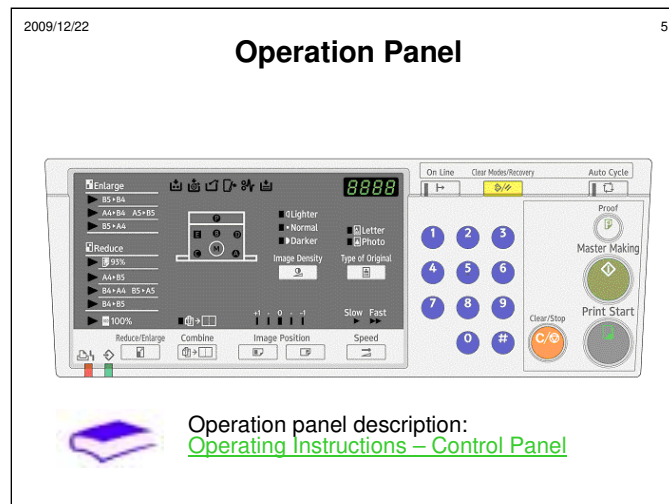 2009/12/22
5
Operation Panel
On Line
Clear Modes/Recovery
Auto Cycle
Enlarge
B5▶B4
A4▶B4 A5▶B5
B5▶A4
Reduce
93%
A4▶B5
B4▶A4 B5▶A5
B4▶B5
100%
8888
P
E B D
C M A
Lighter
Normal
Darker
Letter
Photo
Image Density
Type of Original
+1 - 0 - -1
Slow Fast
Reduce/Enlarge
Combine
Image Position
Speed
1 2 3
4 5 6
7 8 9
0 #
Proof
Master Making
Clear/Stop
C/
Print Start
Operation panel description:
Operating Instructions – Control Panel